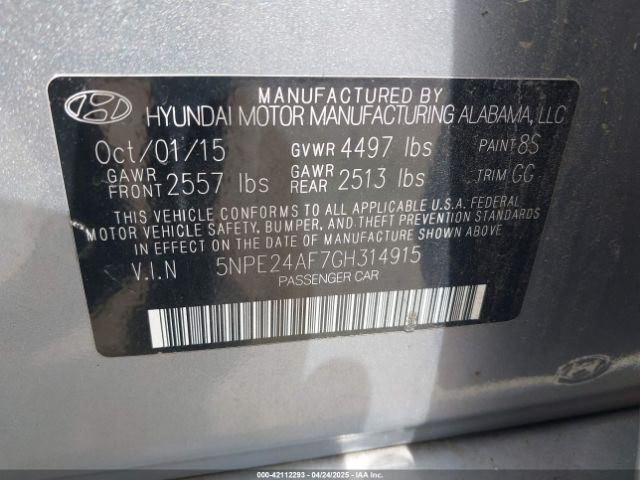 MANUFACTURED BY
HYUNDAI MOTOR MANUFACTURING ALABAMA, LLC
Oct/01/15 GVWR 4497 lbs PAINT 8S
GAWR FRONT 2557 lbs GAWR REAR 2513 lbs TRIM GG
THIS VEHICLE CONFORMS TO ALL APPLICABLE U.S.A. FEDERAL
MOTOR VEHICLE SAFETY, BUMPER, AND THEFT PREVENTION STANDARDS
IN EFFECT ON THE DATE OF MANUFACTURE SHOWN ABOVE.
V.I.N 5NPE24AF7GH314915
PASSENGER CAR
000-42112293 - 04/24/2025 - IAAI.COM